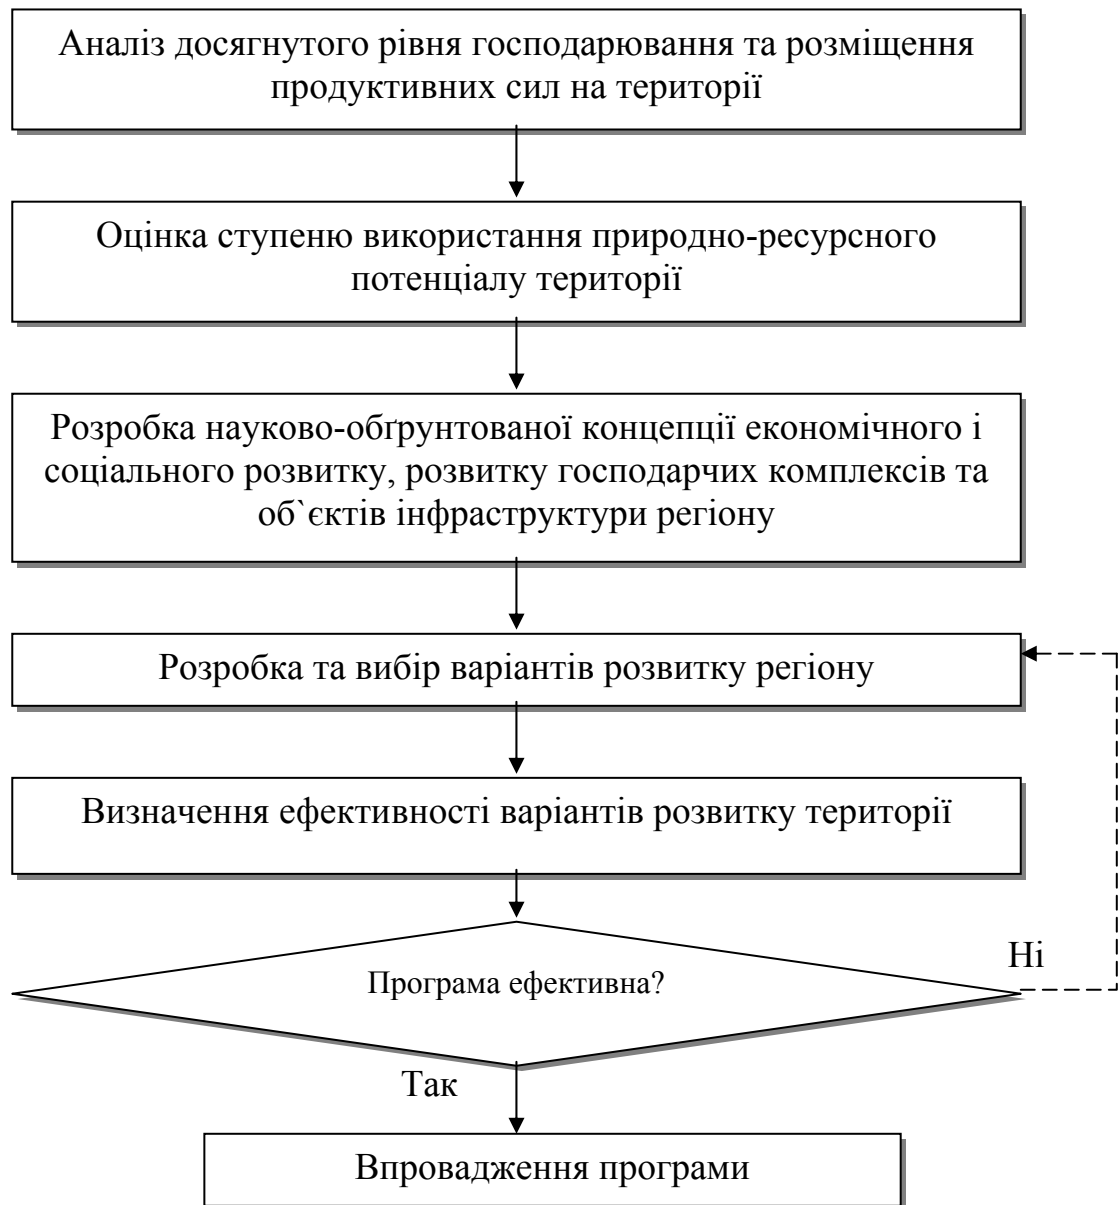 Аналіз досягнутого рівня господарювання та розміщення
продуктивних сил на території
Оцінка ступеню використання природно-ресурсного
потенціалу території
Розробка науково-обґрунтованої концепції економічного і
соціального розвитку, розвитку господарчих комплексів та
об`єктів інфраструктури регіону
Розробка та вибір варіантів розвитку регіону
Визначення ефективності варіантів розвитку території
Програма ефективна?
Ні
Так
Впровадження програми